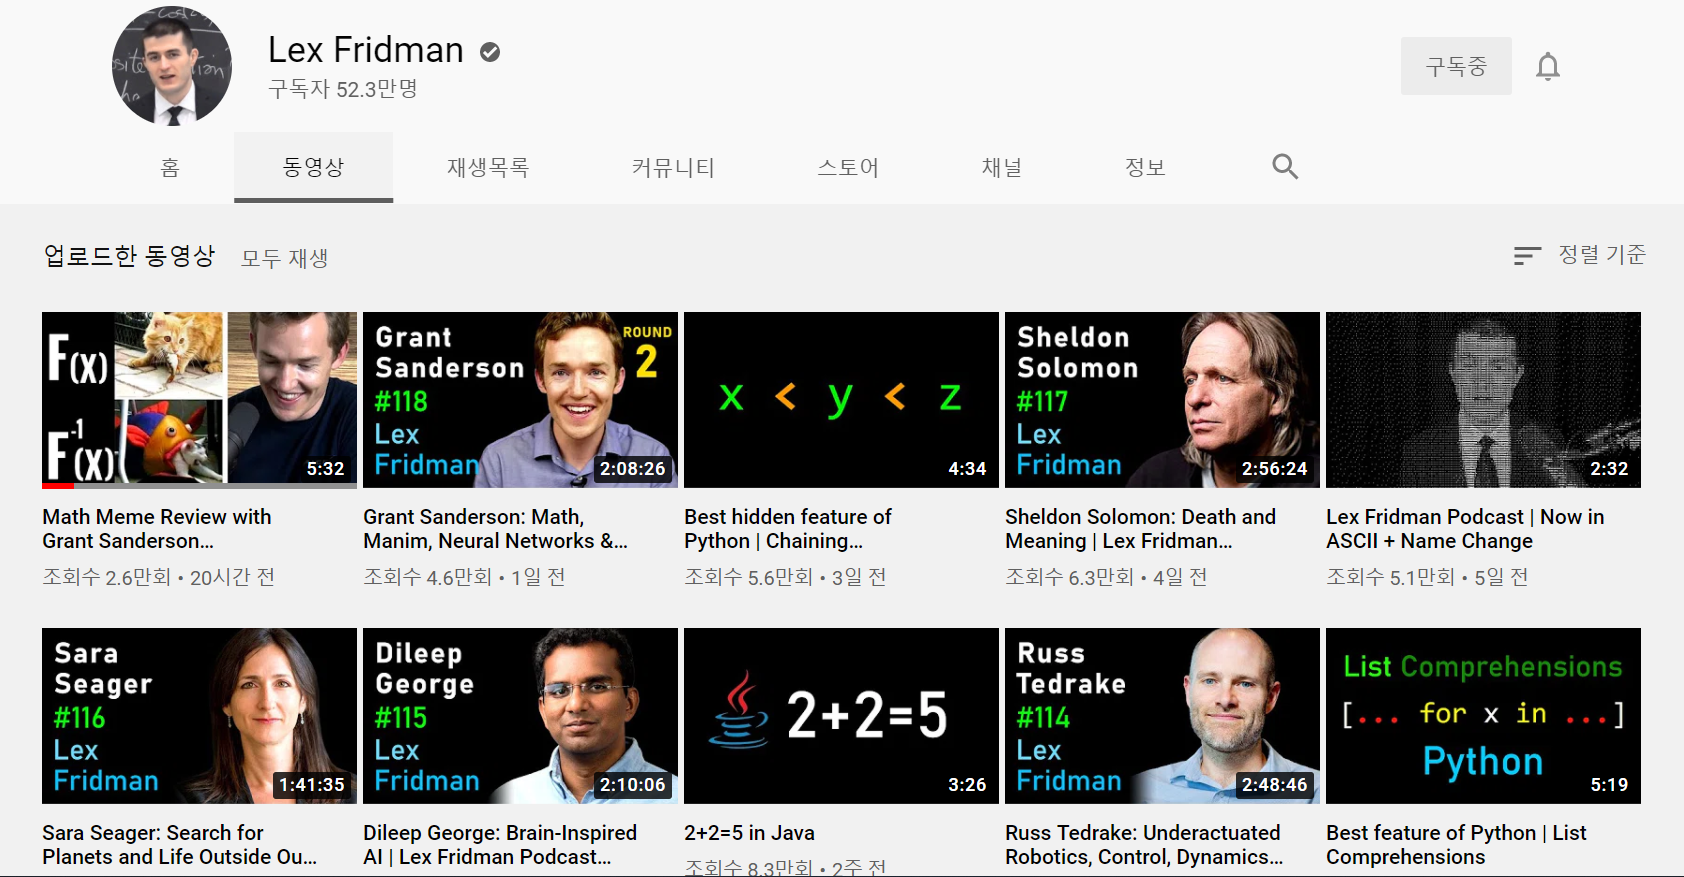 Lex Fridman
구독자 52.3만명
구독중
홈 동영상 재생목록 커뮤니티 스토어 채널 정보
업로드한 동영상 모두 재생
정렬 기준
F(x)
F⁻¹(x)
5:32
Math Meme Review with
Grant Sanderson...
조회수 2.6만회 • 20시간 전
Grant
Sanderson
#118
Lex
Fridman
ROUND
2
2:08:26
Grant Sanderson: Math,
Manim, Neural Networks &...
조회수 4.6만회 • 1일 전
x < y < z
4:34
Best hidden feature of
Python | Chaining...
조회수 5.6만회 • 3일 전
Sheldon
Solomon
#117
Lex
Fridman
2:56:24
Sheldon Solomon: Death and
Meaning | Lex Fridman...
조회수 6.3만회 • 4일 전
2:32
Lex Fridman Podcast | Now in
ASCII + Name Change
조회수 5.1만회 • 5일 전
Sara
Seager
#116
Lex
Fridman
1:41:35
Sara Seager: Search for
Planets and Life Outside Ou...
Dileep
George
#115
Lex
Fridman
2:10:06
Dileep George: Brain-Inspired
AI | Lex Fridman Podcast...
2+2=5
3:26
2+2=5 in Java
조회수 8.3만회 • 2주 전
Russ
Tedrake
#114
Lex
Fridman
2:48:46
Russ Tedrake: Underactuated
Robotics, Control, Dynamics...
List Comprehensions
[... for x in ...]
Python
5:19
Best feature of Python | List
Comprehensions